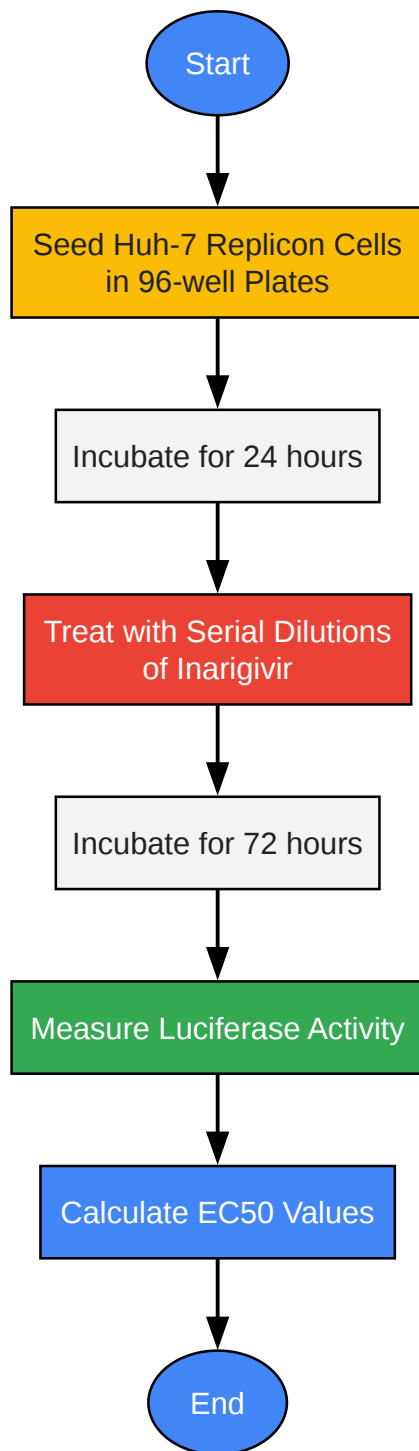 Start
Seed Huh-7 Replicon Cells
in 96-well Plates
Incubate for 24 hours
Treat with Serial Dilutions
of Inarigivir
Incubate for 72 hours
Measure Luciferase Activity
Calculate EC50 Values
End